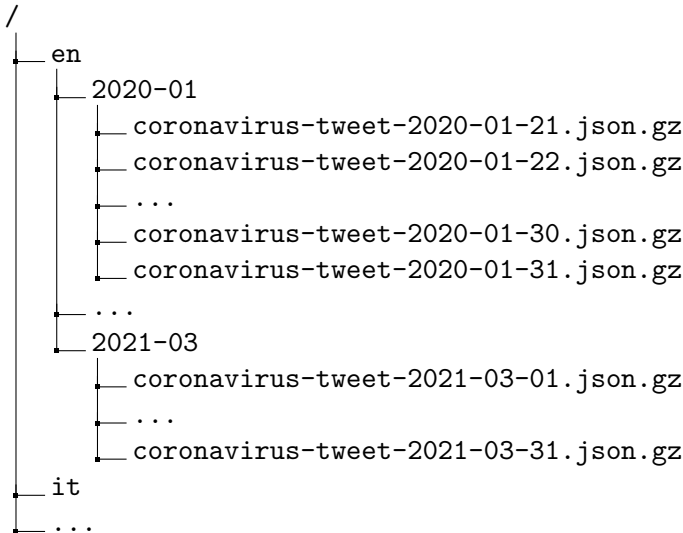 /
en
2020-01
coronavirus-tweet-2020-01-21.json.gz
coronavirus-tweet-2020-01-22.json.gz
...
coronavirus-tweet-2020-01-30.json.gz
coronavirus-tweet-2020-01-31.json.gz
...
2021-03
coronavirus-tweet-2021-03-01.json.gz
...
coronavirus-tweet-2021-03-31.json.gz
it
...